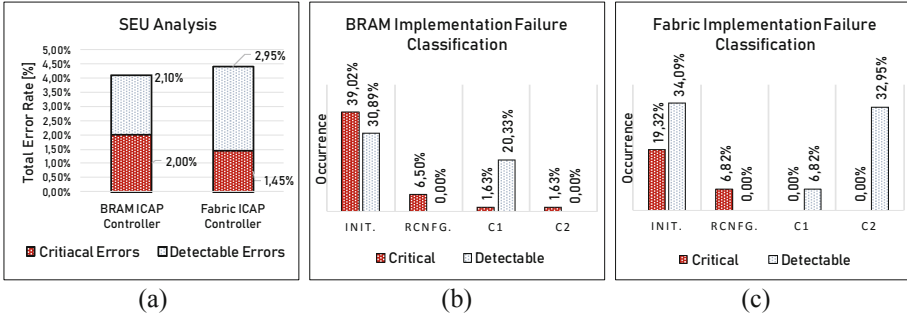 SEU Analysis
Total Error Rate [%]
5,00%
4,50%
4,00%
3,50%
3,00%
2,50%
2,00%
1,50%
1,00%
0,50%
0,00%
2,10%
2,00%
2,95%
1,45%
BRAM ICAP
Controller
Fabric ICAP
Controller
Critiacal Errors
Detectable Errors
(a)
BRAM Implementation Failure
Classification
Occurrence
39,02%
30,89%
6,50%
0,00%
1,63%
20,33%
1,63%
0,00%
INIT.
RCNFG.
C1
C2
Critical
Detectable
(b)
Fabric Implementation Failure
Classification
Occurrence
19,32%
34,09%
6,82%
0,00%
0,00%
6,82%
0,00%
32,95%
INIT.
RCNFG.
C1
C2
Critical
Detectable
(c)